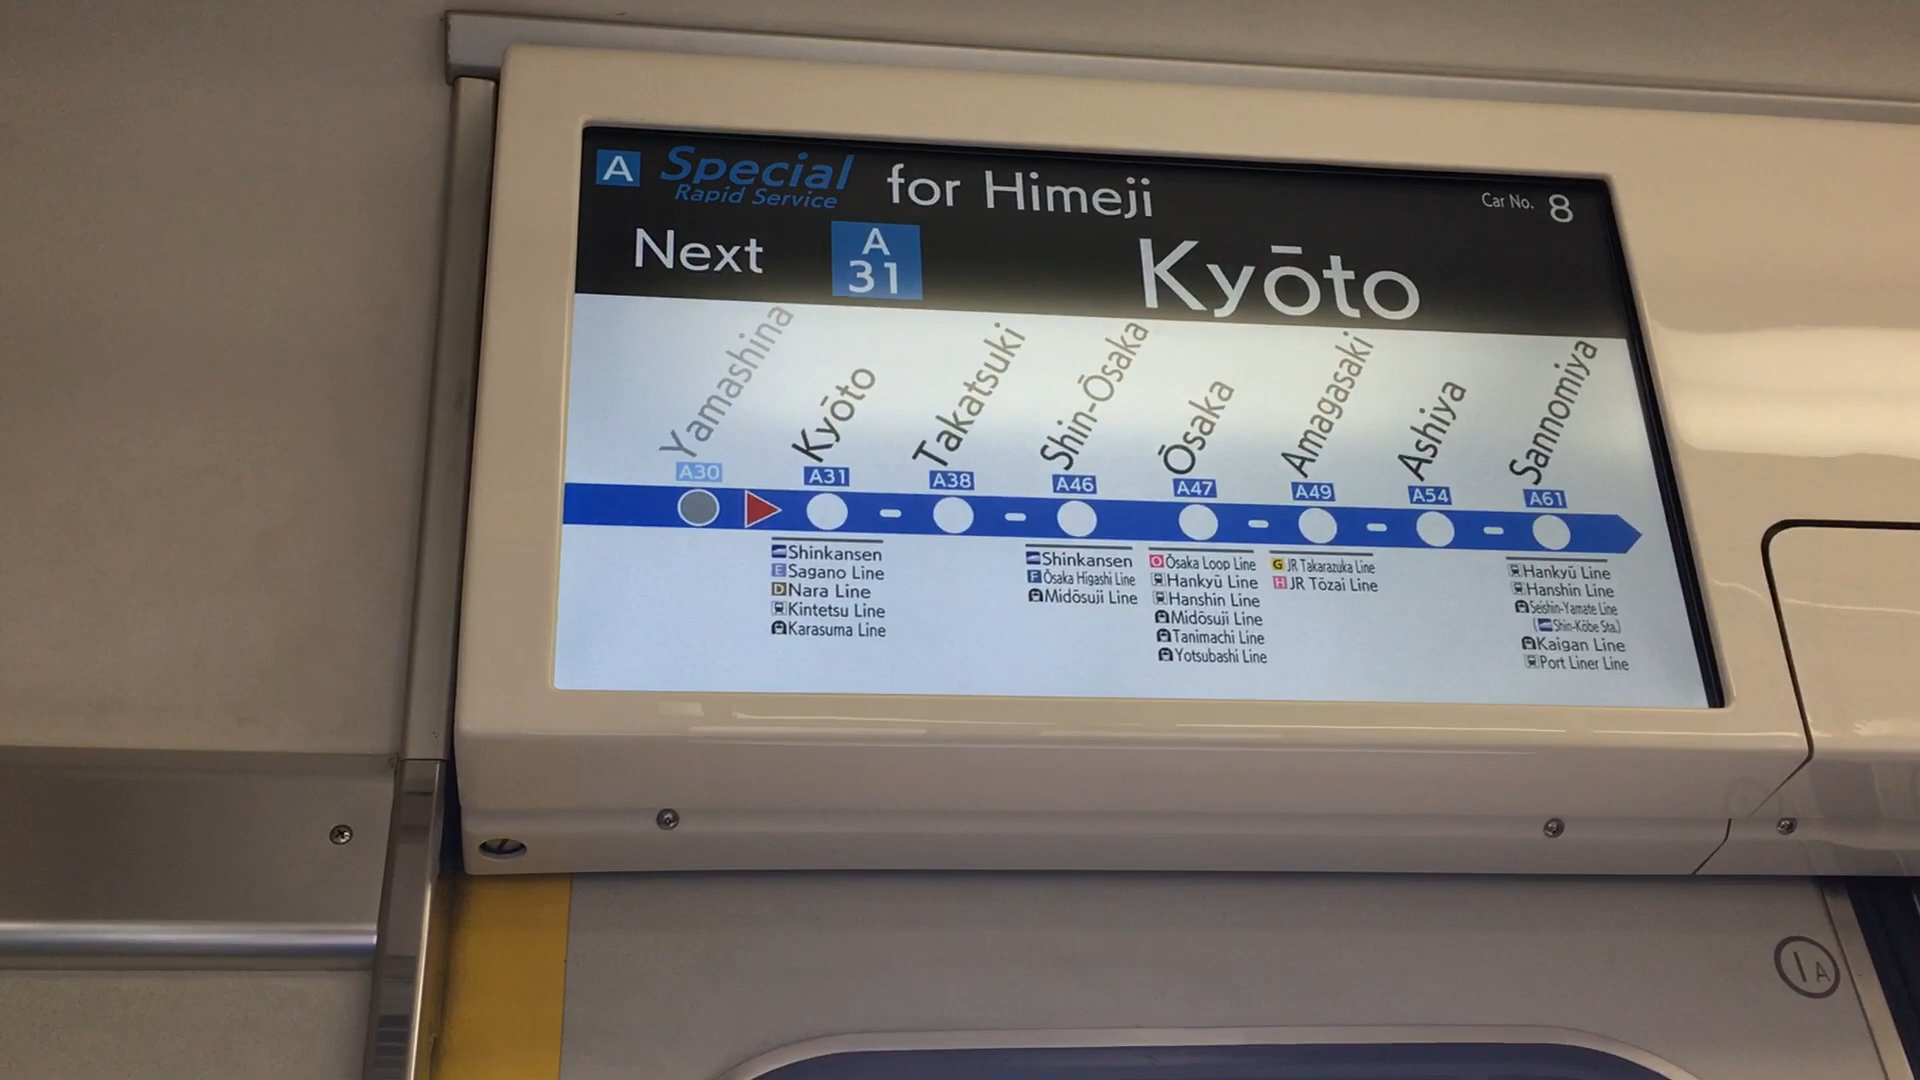 A Special Rapid Service for Himeji Car No. 8
Next A 31 Kyōto
Yamashina Kyōto Takatsuki Shin-Ōsaka Ōsaka Amagasaki Ashiya Sannomiya
A30 A31 A38 A46 A47 A49 A54 A61
Shinkansen
E Sagano Line
D Nara Line
Kintetsu Line
Karasuma Line
Shinkansen
F Ōsaka Higashi Line
Midōsuji Line
O Ōsaka Loop Line
Hankyū Line
Hanshin Line
Midōsuji Line
Tanimachi Line
Yotsubashi Line
G JR Takarazuka Line
H JR Tōzai Line
Hankyū Line
Hanshin Line
Seishin-Yamate Line
(Shin-Kōbe Sta.)
Kaigan Line
Port Liner Line
1A